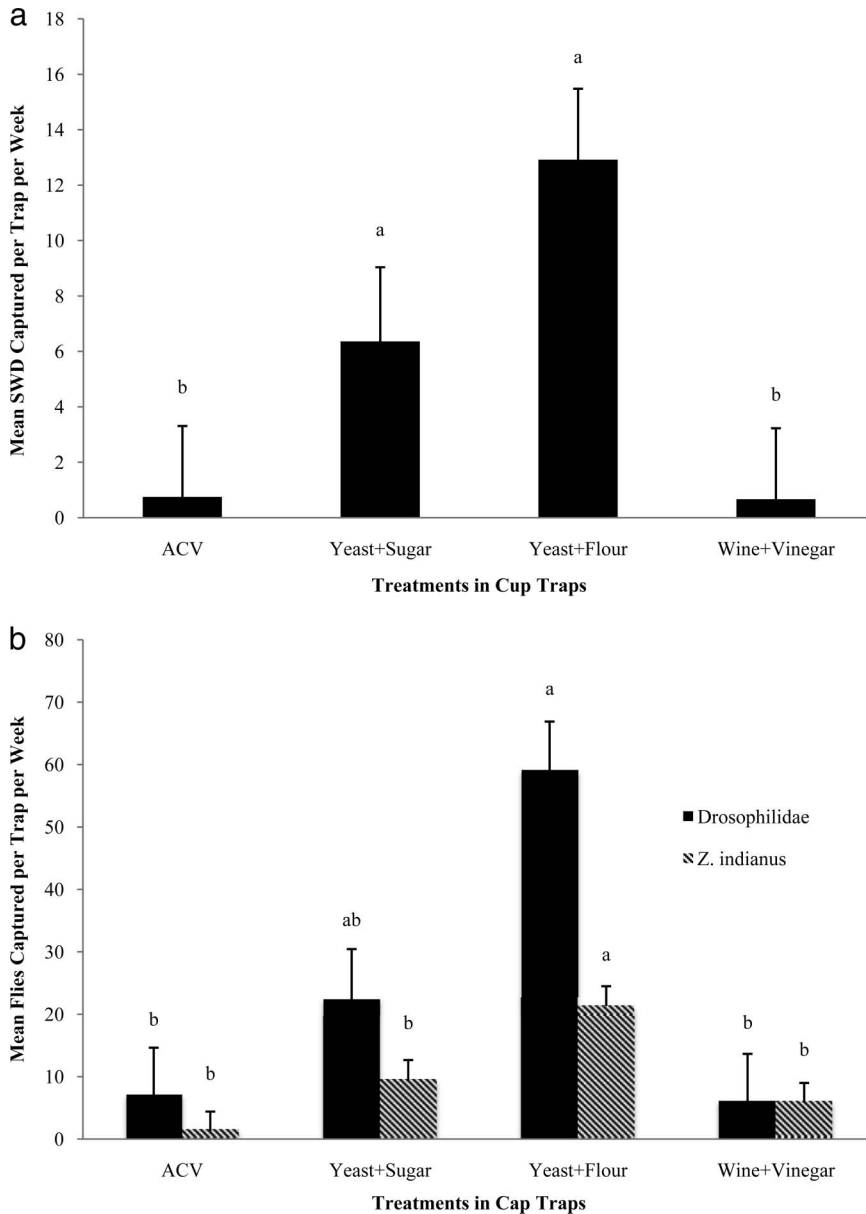 a
Mean SWD Captured per Trap per Week
18
16
14
12
10
8
6
4
2
0
b
a
a
b
ACV
Yeast+Sugar
Yeast+Flour
Wine+Vinegar
Treatments in Cup Traps
b
Mean Flies Captured per Trap per Week
80
70
60
50
40
30
20
10
0
b
b
ab
b
a
a
b
b
Drosophilidae
Z. indianus
ACV
Yeast+Sugar
Yeast+Flour
Wine+Vinegar
Treatments in Cap Traps